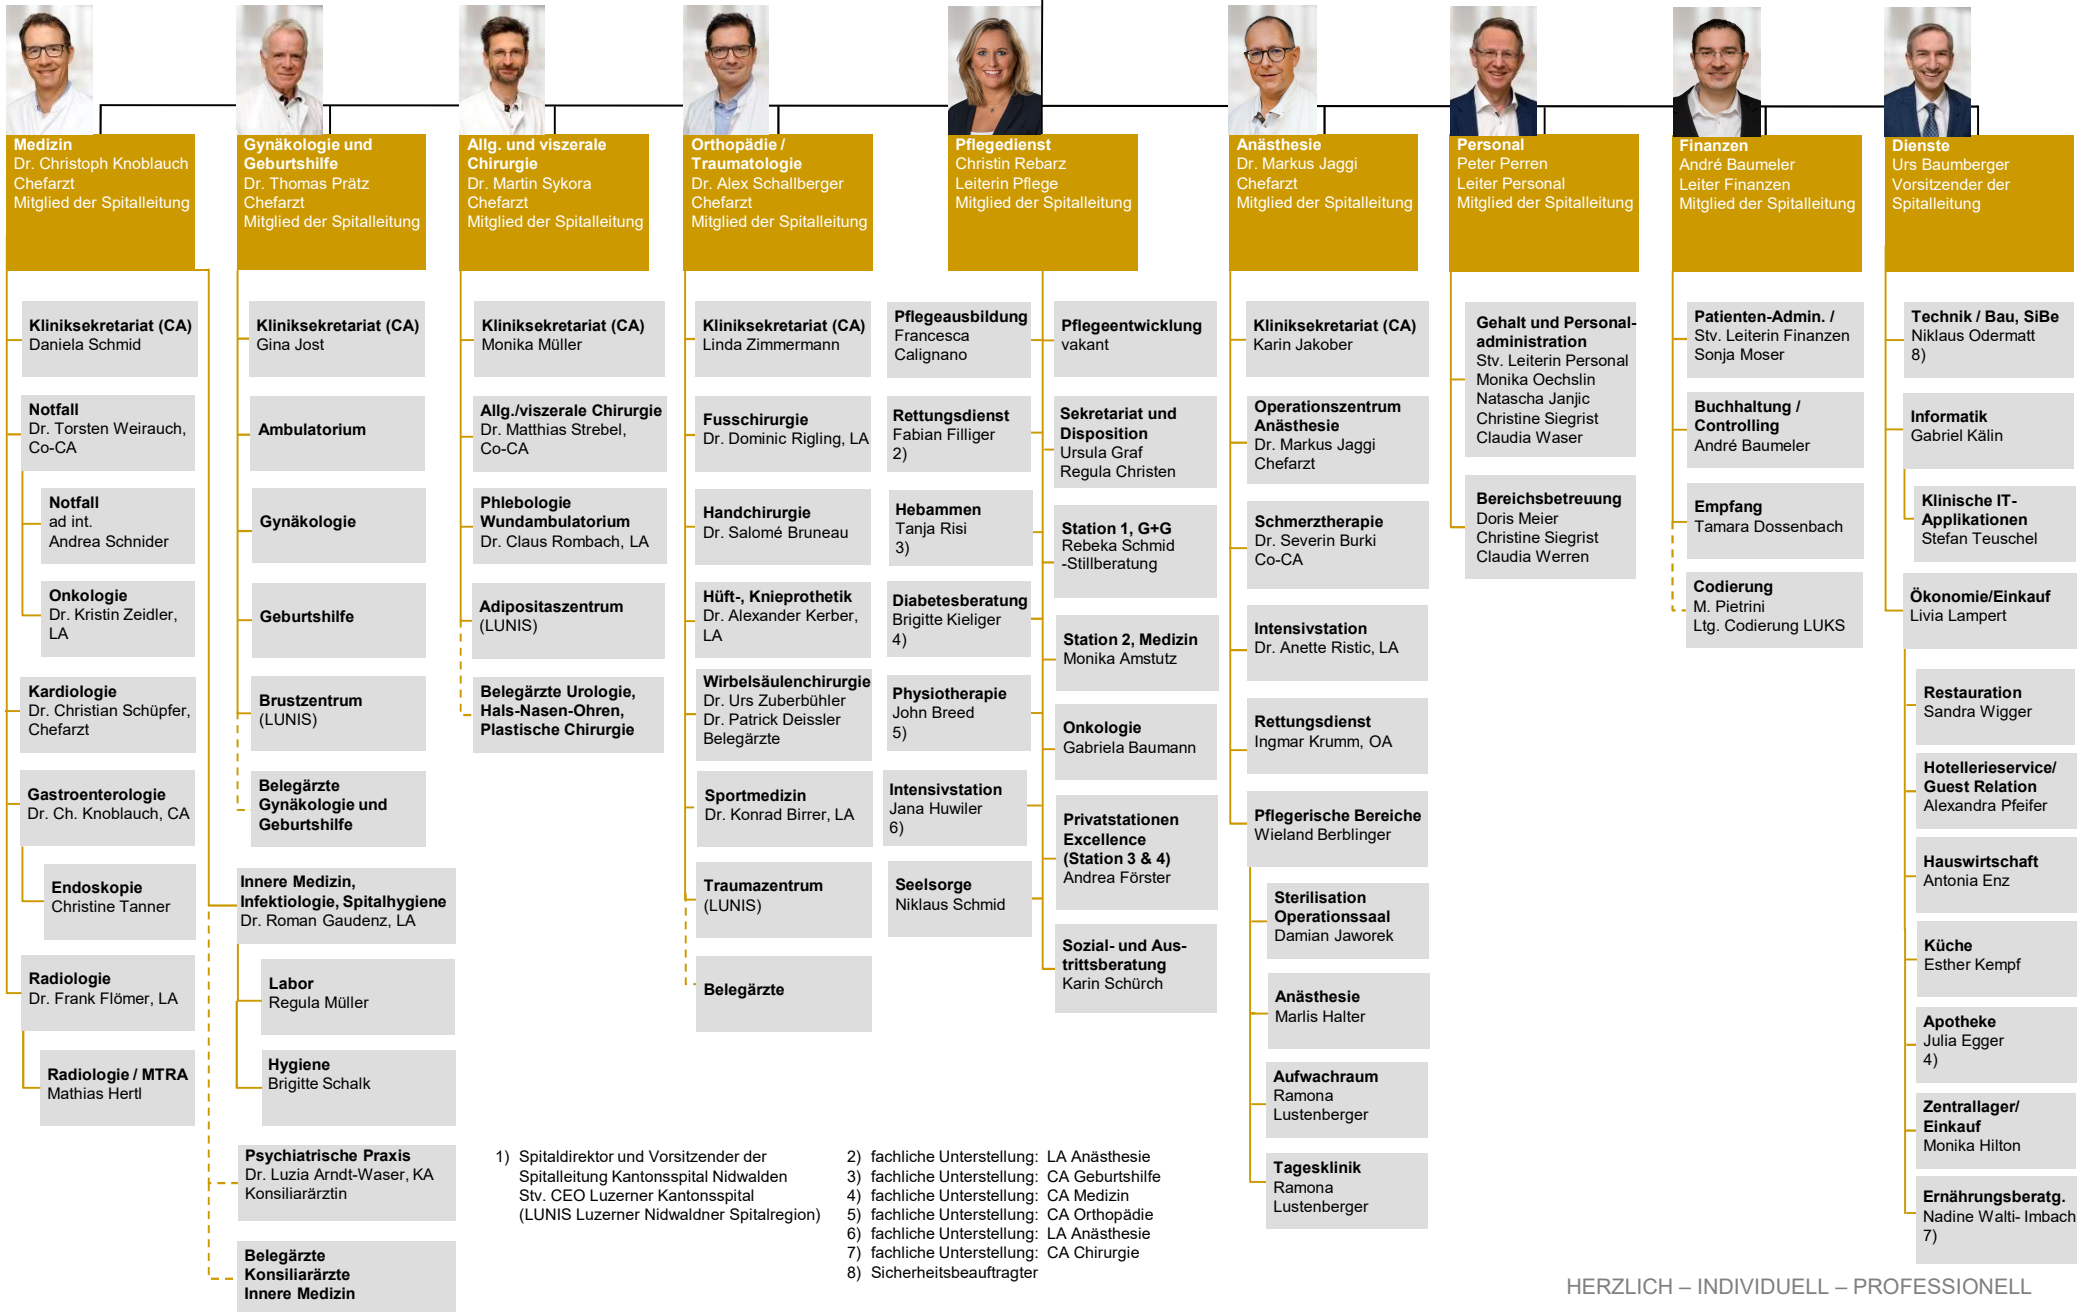 Medizin
Dr. Christoph Knoblauch
Chefarzt
Mitglied der Spitalleitung
Gynäkologie und
Geburtshilfe
Dr. Thomas Prätz
Chefarzt
Mitglied der Spitalleitung
Allg. und viszerale
Chirurgie
Dr. Martin Sykora
Chefarzt
Mitglied der Spitalleitung
Orthopädie /
Traumatologie
Dr. Alex Schallberger
Chefarzt
Mitglied der Spitalleitung
Pflegedienst
Christin Rebarz
Leiterin Pflege
Mitglied der Spitalleitung
Anästhesie
Dr. Markus Jaggi
Chefarzt
Mitglied der Spitalleitung
Personal
Peter Perren
Leiter Personal
Mitglied der Spitalleitung
Finanzen
André Baumeler
Leiter Finanzen
Mitglied der Spitalleitung
Dienste
Urs Baumberger
Vorsitzender der
Spitalleitung
Kliniksekretariat (CA)
Daniela Schmid
Notfall
Dr. Torsten Weirauch,
Co-CA
Notfall
ad int.
Andrea Schnider
Onkologie
Dr. Kristin Zeidler,
LA
Kardiologie
Dr. Christian Schüpfer,
Chefarzt
Gastroenterologie
Dr. Ch. Knoblauch, CA
Endoskopie
Christine Tanner
Radiologie
Dr. Frank Flömer, LA
Radiologie / MTRA
Mathias Hertl
Kliniksekretariat (CA)
Gina Jost
Ambulatorium
Gynäkologie
Geburtshilfe
Brustzentrum
(LUNIS)
Belegärzte
Gynäkologie und
Geburtshilfe
Innere Medizin,
Infektiologie, Spitalhygiene
Dr. Roman Gaudenz, LA
Labor
Regula Müller
Hygiene
Brigitte Schalk
Psychiatrische Praxis
Dr. Luzia Arndt-Waser, KA
Konsiliarärztin
Belegärzte
Konsiliarärzte
Innere Medizin
Kliniksekretariat (CA)
Monika Müller
Allg./viszerale Chirurgie
Dr. Matthias Strebel,
Co-CA
Phlebologie
Wundambulatorium
Dr. Claus Rombach, LA
Adipositaszentrum
(LUNIS)
Belegärzte Urologie,
Hals-Nasen-Ohren,
Plastische Chirurgie
Kliniksekretariat (CA)
Linda Zimmermann
Fusschirurgie
Dr. Dominic Rigling, LA
Handchirurgie
Dr. Salomé Bruneau
Hüft-, Knieprothetik
Dr. Alexander Kerber,
LA
Wirbelsäulenchirurgie
Dr. Urs Zuberbühler
Dr. Patrick Deissler
Belegärzte
Sportmedizin
Dr. Konrad Birrer, LA
Traumazentrum
(LUNIS)
Belegärzte
Pflegeausbildung
Francesca
Calignano
Rettungsdienst
Fabian Filliger
2)
Hebammen
Tanja Risi
3)
Diabetesberatung
Brigitte Kieliger
4)
Physiotherapie
John Breed
5)
Intensivstation
Jana Huwiler
6)
Seelsorge
Niklaus Schmid
Pflegeentwicklung
vakant
Sekretariat und
Disposition
Ursula Graf
Regula Christen
Station 1, G+G
Rebeka Schmid
-Stillberatung
Station 2, Medizin
Monika Amstutz
Onkologie
Gabriela Baumann
Privatstationen
Excellence
(Station 3 & 4)
Andrea Förster
Sozial- und Aus-
trittsberatung
Karin Schürch
Kliniksekretariat (CA)
Karin Jakober
Operationszentrum
Anästhesie
Dr. Markus Jaggi
Chefarzt
Schmerztherapie
Dr. Severin Burki
Co-CA
Intensivstation
Dr. Anette Ristic, LA
Rettungsdienst
Ingmar Krumm, OA
Pflegerische Bereiche
Wieland Berblinger
Sterilisation
Operationssaal
Damian Jaworek
Anästhesie
Marlis Halter
Aufwachraum
Ramona
Lustenberger
Tagesklinik
Ramona
Lustenberger
Gehalt und Personal-
administration
Stv. Leiterin Personal
Monika Oechslin
Natascha Janjic
Christine Siegrist
Claudia Waser
Bereichsbetreuung
Doris Meier
Christine Siegrist
Claudia Werren
Patienten-Admin. /
Stv. Leiterin Finanzen
Sonja Moser
Buchhaltung /
Controlling
André Baumeler
Empfang
Tamara Dossenbach
Codierung
M. Pietrini
Ltg. Codierung LUKS
Technik / Bau, SiBe
Niklaus Odermatt
8)
Informatik
Gabriel Kälin
Klinische IT-
Applikationen
Stefan Teuschel
Ökonomie/Einkauf
Livia Lampert
Restauration
Sandra Wigger
Hotellerieservice/
Guest Relation
Alexandra Pfeifer
Hauswirtschaft
Antonia Enz
Küche
Esther Kempf
Apotheke
Julia Egger
4)
Zentrallager/
Einkauf
Monika Hilton
Ernährungsberatg.
Nadine Walti- Imbach
7)
1) Spitaldirektor und Vorsitzender der
Spitalleitung Kantonsspital Nidwalden
Stv. CEO Luzerner Kantonsspital
(LUNIS Luzerner Nidwaldner Spitalregion)
2) fachliche Unterstellung: LA Anästhesie
3) fachliche Unterstellung: CA Geburtshilfe
4) fachliche Unterstellung: CA Medizin
5) fachliche Unterstellung: CA Orthopädie
6) fachliche Unterstellung: LA Anästhesie
7) fachliche Unterstellung: CA Chirurgie
8) Sicherheitsbeauftragter
HERZLICH – INDIVIDUELL – PROFESSIONELL